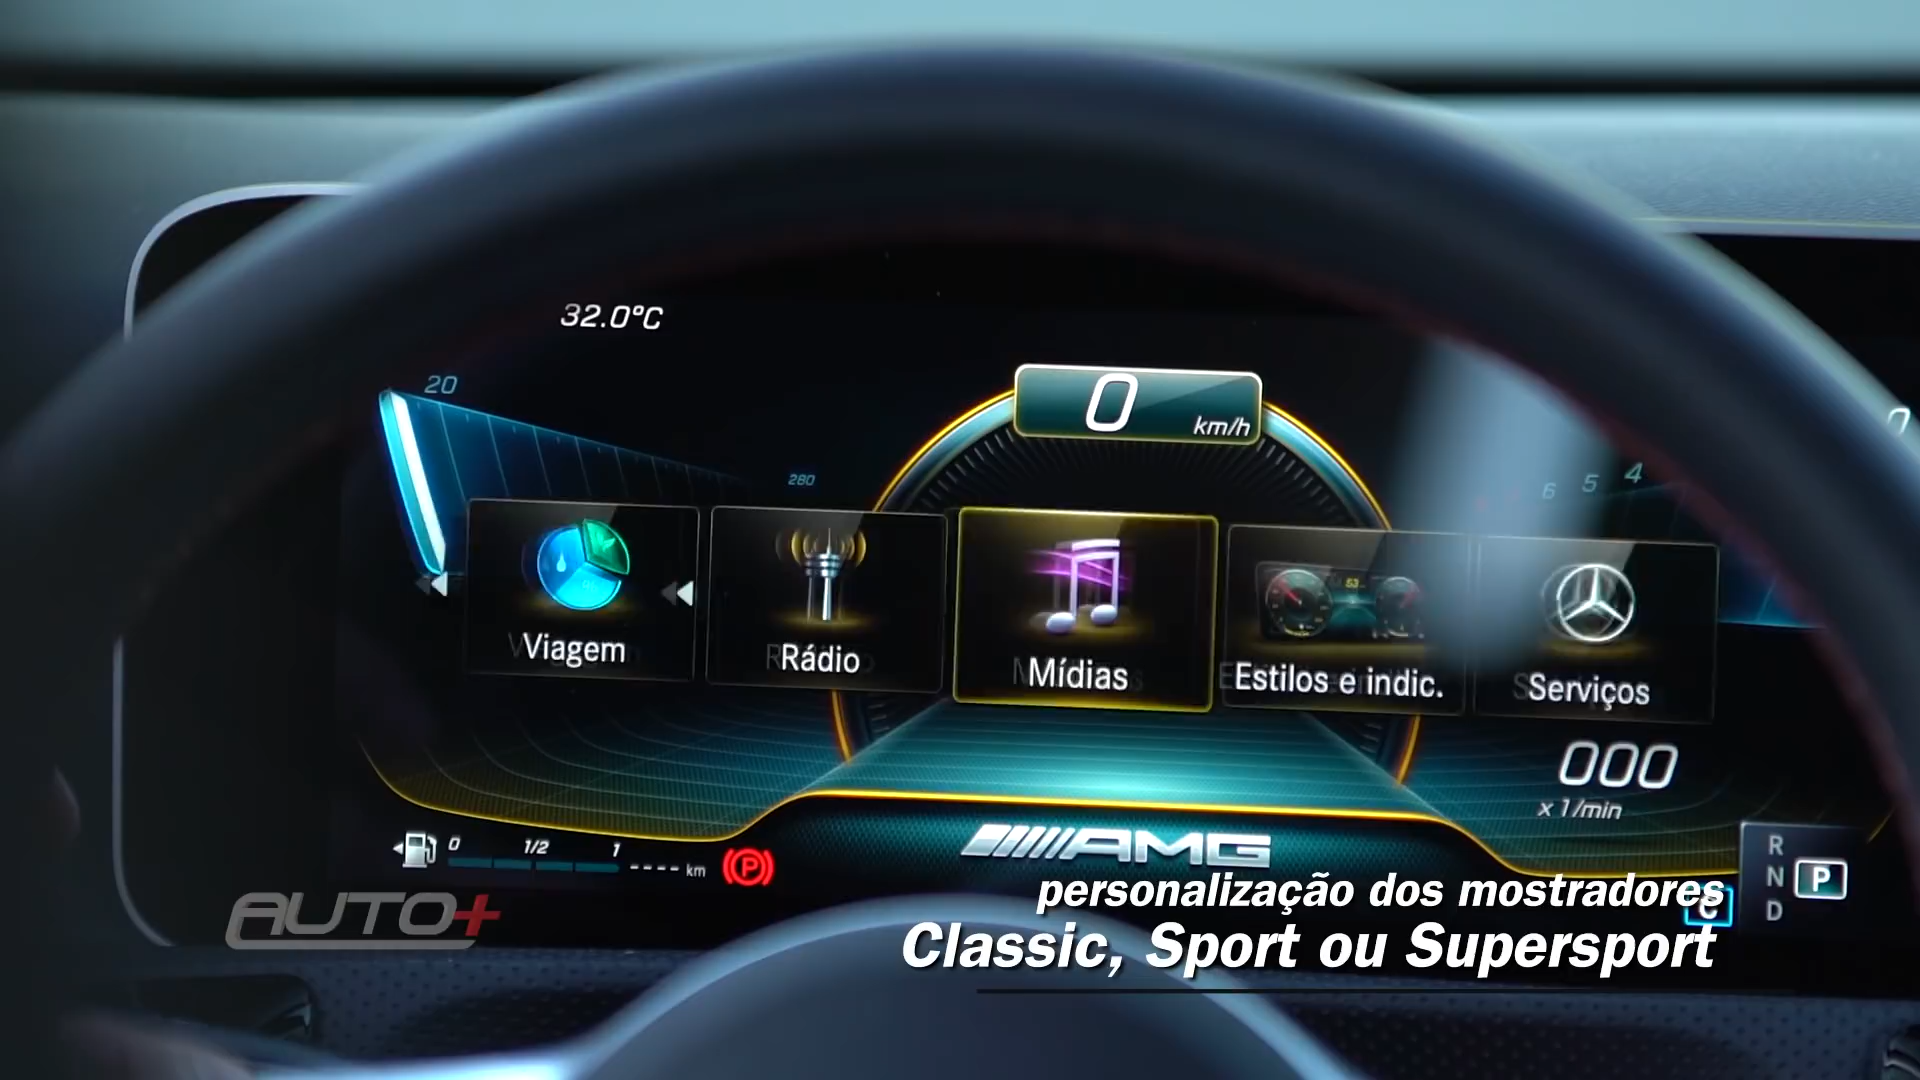 32.0°C
20
0
km/h
280
6 5 4
0
Viagem
Rádio
Mídias
Estilos e indic.
Serviços
000
x 1/min
AMG
0 1/2 1 ---- km
P
R
N
D
P
C
AUTO+
personalização dos mostradores
Classic, Sport ou Supersport